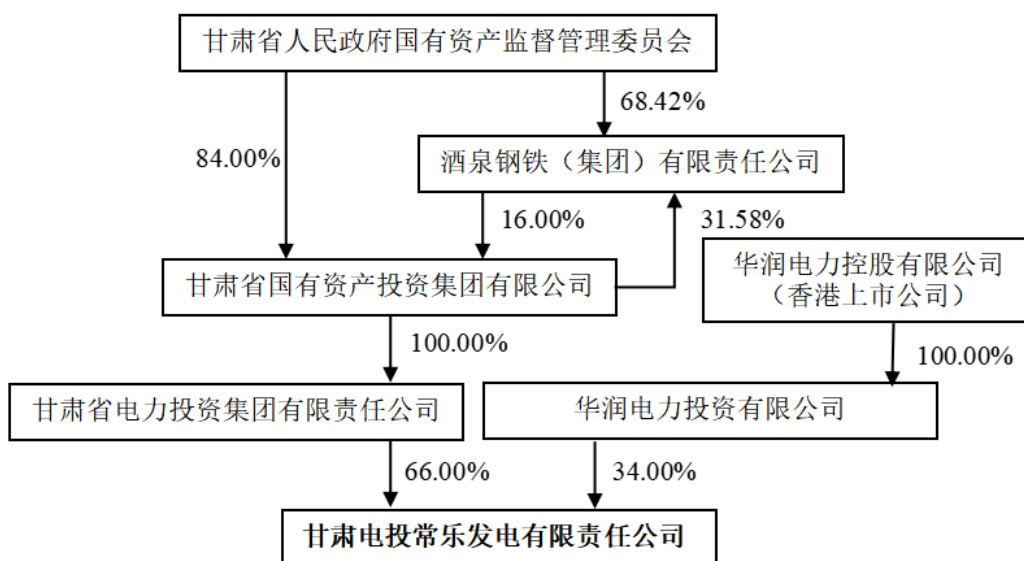 甘肃省人民政府国有资产监督管理委员会
68.42%
84.00%
酒泉钢铁（集团）有限责任公司
16.00%
31.58%
甘肃省国有资产投资集团有限公司
华润电力控股有限公司
（香港上市公司）
100.00%
100.00%
甘肃省电力投资集团有限责任公司
华润电力投资有限公司
66.00%
34.00%
甘肃电投常乐发电有限责任公司